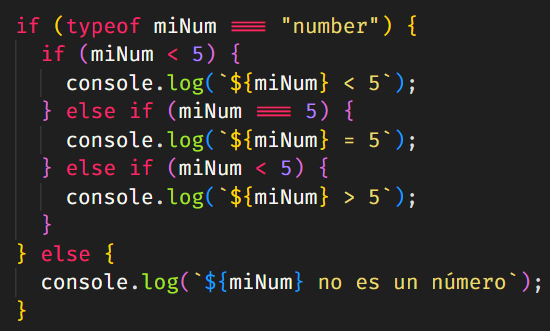 if (typeof miNum === "number") {
if (miNum < 5) {
console.log(`${miNum} < 5`);
} else if (miNum === 5) {
console.log(`${miNum} = 5`);
} else if (miNum < 5) {
console.log(`${miNum} > 5`);
}
} else {
console.log(`${miNum} no es un número`);
}